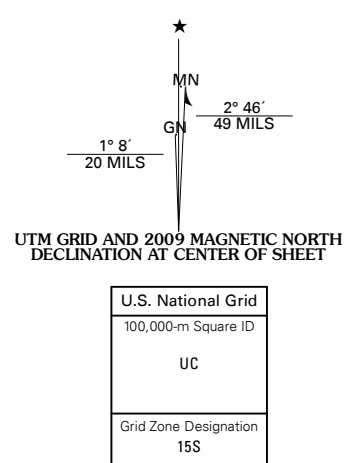 ★
MN
GN
2° 46´
49 MILS
1° 8´
20 MILS
UTM GRID AND 2009 MAGNETIC NORTH
DECLINATION AT CENTER OF SHEET
U.S. National Grid
100,000-m Square ID
UC
Grid Zone Designation
15S